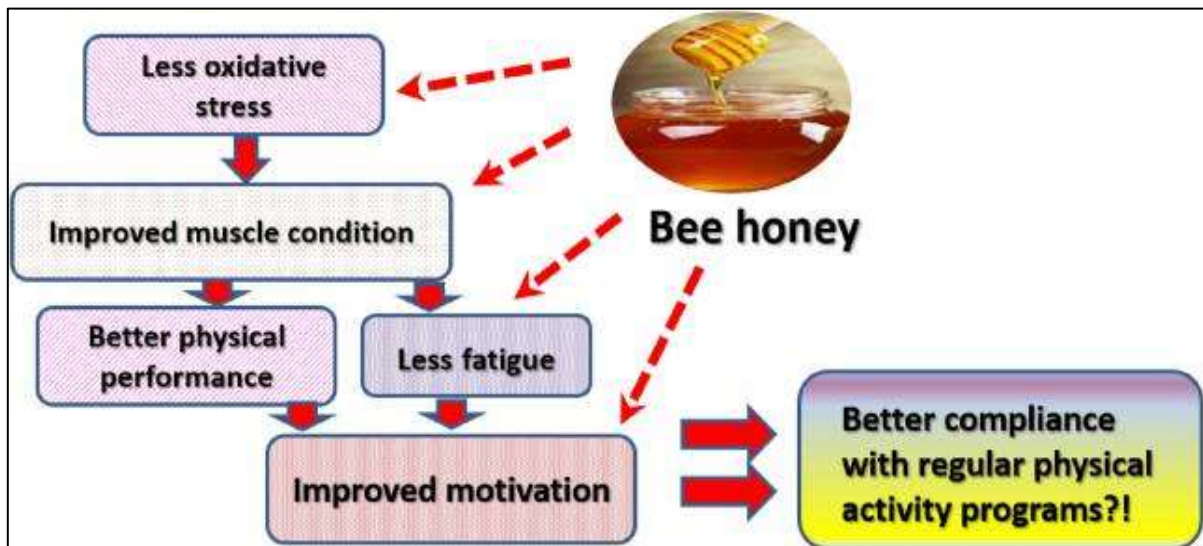 Less oxidative
stress
Improved muscle condition
Bee honey
Better physical
performance
Less fatigue
Improved motivation
Better compliance
with regular physical
activity programs?!